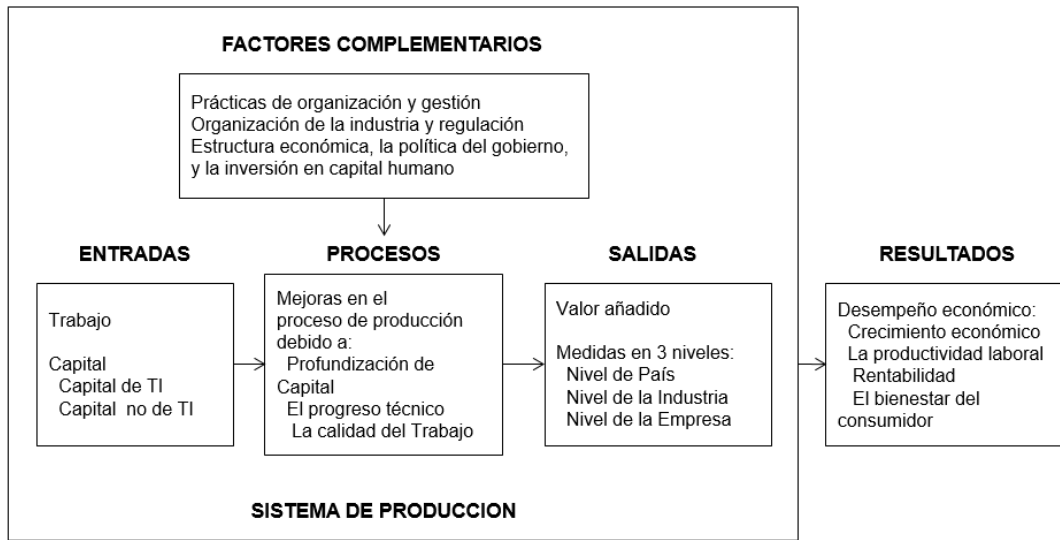 FACTORES COMPLEMENTARIOS
Prácticas de organización y gestión
Organización de la industria y regulación
Estructura económica, la política del gobierno,
y la inversión en capital humano
ENTRADAS
Trabajo
Capital
Capital de TI
Capital no de TI
PROCESOS
Mejoras en el
proceso de producción
debido a:
Profundización de
Capital
El progreso técnico
La calidad del Trabajo
SALIDAS
Valor añadido
Medidas en 3 niveles:
Nivel de País
Nivel de la Industria
Nivel de la Empresa
RESULTADOS
Desempeño económico:
Crecimiento económico
La productividad laboral
Rentabilidad
El bienestar del
consumidor
SISTEMA DE PRODUCCION